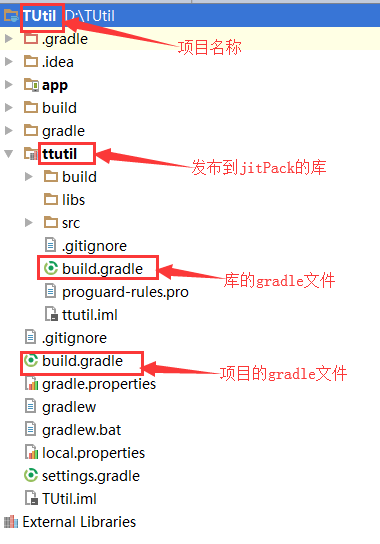 TUtil D:\TUtil
项目名称
.gradle
.idea
app
build
gradle
ttutil
发布到jitPack的库
build
libs
src
.gitignore
build.gradle
库的gradle文件
proguard-rules.pro
ttutil.iml
.gitignore
build.gradle
项目的gradle文件
gradle.properties
gradlew
gradlew.bat
local.properties
settings.gradle
TUtil.iml
External Libraries